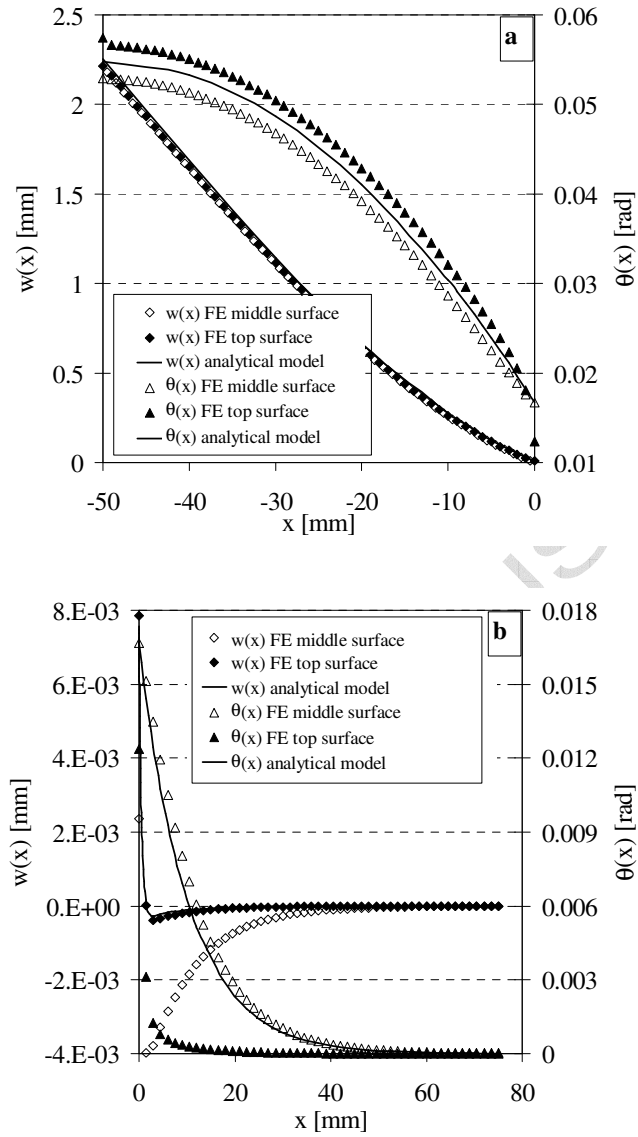 a
2.5
2
1.5
1
0.5
0
w(x) [mm]
0.06
0.05
0.04
0.03
0.02
0.01
θ(x) [rad]
w(x) FE middle surface
w(x) FE top surface
w(x) analytical model
θ(x) FE middle surface
θ(x) FE top surface
θ(x) analytical model
-50 -40 -30 -20 -10 0
x [mm]
b
8.E-03
6.E-03
4.E-03
2.E-03
0.E+00
-2.E-03
-4.E-03
w(x) [mm]
0.018
0.015
0.012
0.009
0.006
0.003
0
θ(x) [rad]
w(x) FE middle surface
w(x) FE top surface
w(x) analytical model
θ(x) FE middle surface
θ(x) FE top surface
θ(x) analytical model
0 20 40 60 80
x [mm]